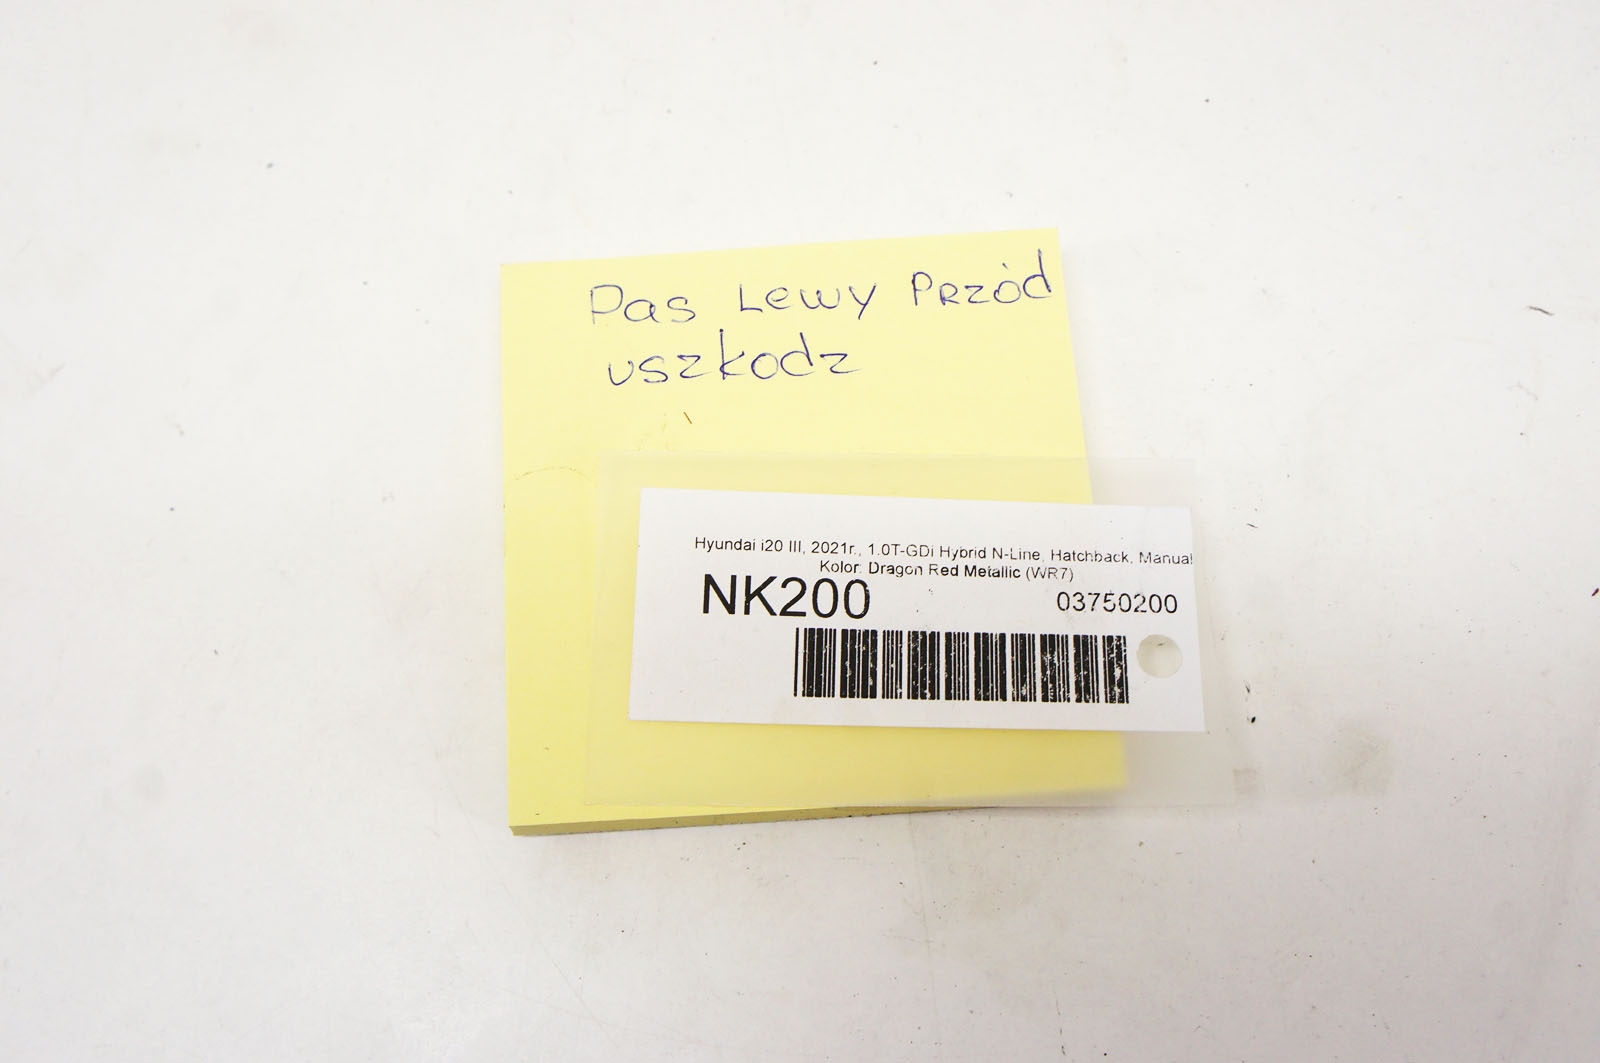 Pas Lewy Przód
uszkodz
Hyundai i20 III, 2021r., 1.0T-GDi Hybrid N-Line, Hatchback, Manual
Kolor: Dragon Red Metallic (WR7)
NK200 03750200